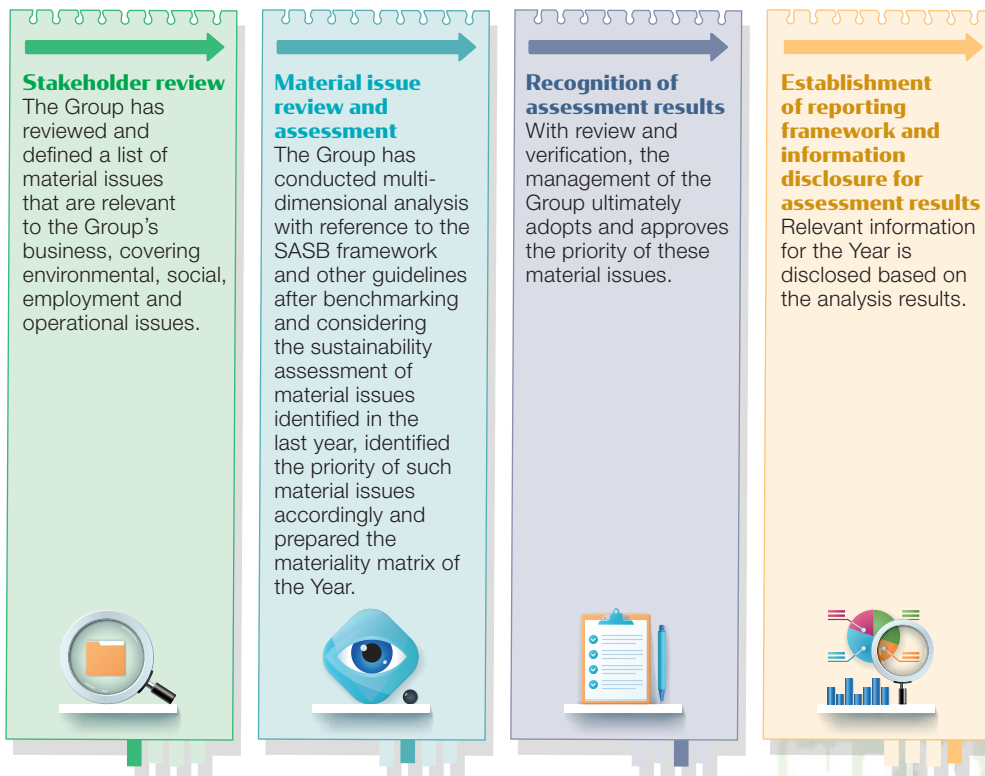 Stakeholder review
The Group has
reviewed and
defined a list of
material issues
that are relevant
to the Group's
business, covering
environmental, social,
employment and
operational issues.
Material issue
review and
assessment
The Group has
conducted multi-
dimensional analysis
with reference to the
SASB framework
and other guidelines
after benchmarking
and considering
the sustainability
assessment of
material issues
identified in the
last year, identified
the priority of such
material issues
accordingly and
prepared the
materiality matrix of
the Year.
Recognition of
assessment results
With review and
verification, the
management of the
Group ultimately
adopts and approves
the priority of these
material issues.
Establishment
of reporting
framework and
information
disclosure for
assessment results
Relevant information
for the Year is
disclosed based on
the analysis results.